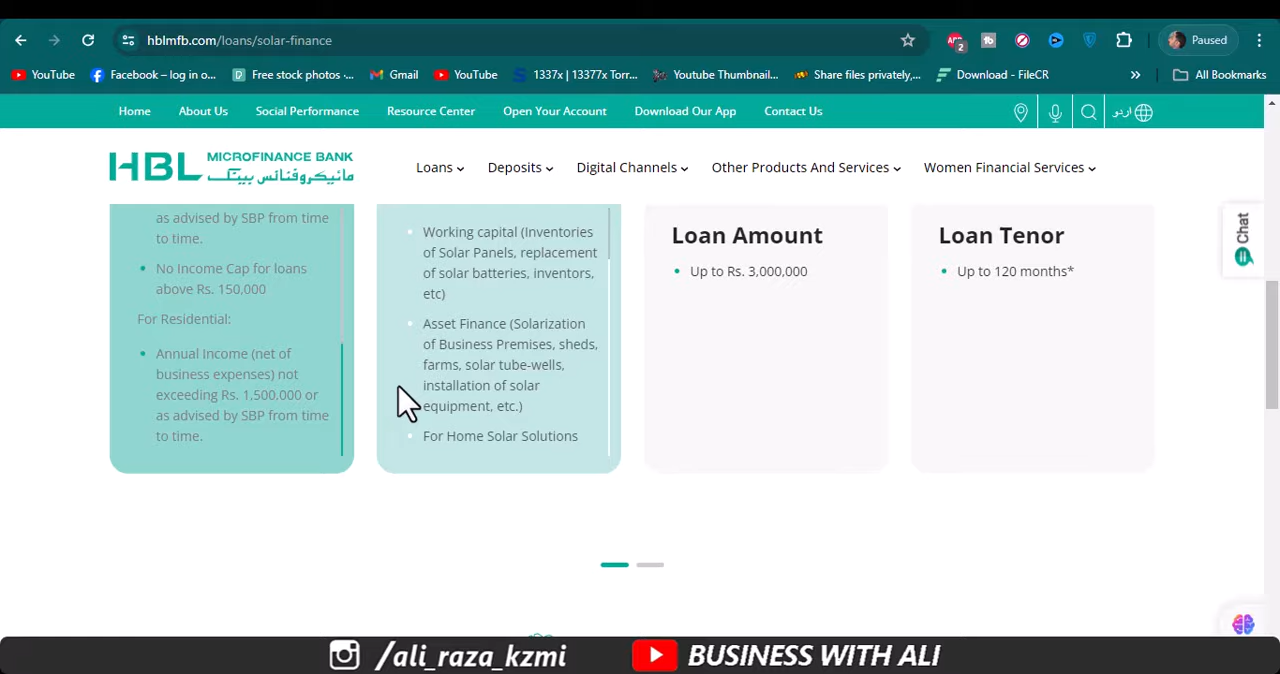 hblmfb.com/loans/solar-finance
2
Paused
YouTube
Facebook – log in o...
Free stock photos -...
Gmail
YouTube
1337x | 13377x Torr...
Youtube Thumbnail...
Share files privately,...
Download - FileCR
»
All Bookmarks
Home
About Us
Social Performance
Resource Center
Open Your Account
Download Our App
Contact Us
اردو
HBL MICROFINANCE BANK
مائیکروفنانس بینک
Loans
Deposits
Digital Channels
Other Products And Services
Women Financial Services
as advised by SBP from time
to time.
No Income Cap for loans
above Rs. 150,000
For Residential:
Annual Income (net of
business expenses) not
exceeding Rs. 1,500,000 or
as advised by SBP from time
to time.
Working capital (Inventories
of Solar Panels, replacement
of solar batteries, inventors,
etc)
Asset Finance (Solarization
of Business Premises, sheds,
farms, solar tube-wells,
installation of solar
equipment, etc.)
For Home Solar Solutions
Loan Amount
Up to Rs. 3,000,000
Loan Tenor
Up to 120 months*
Chat
/ali_raza_kzmi
BUSINESS WITH ALI